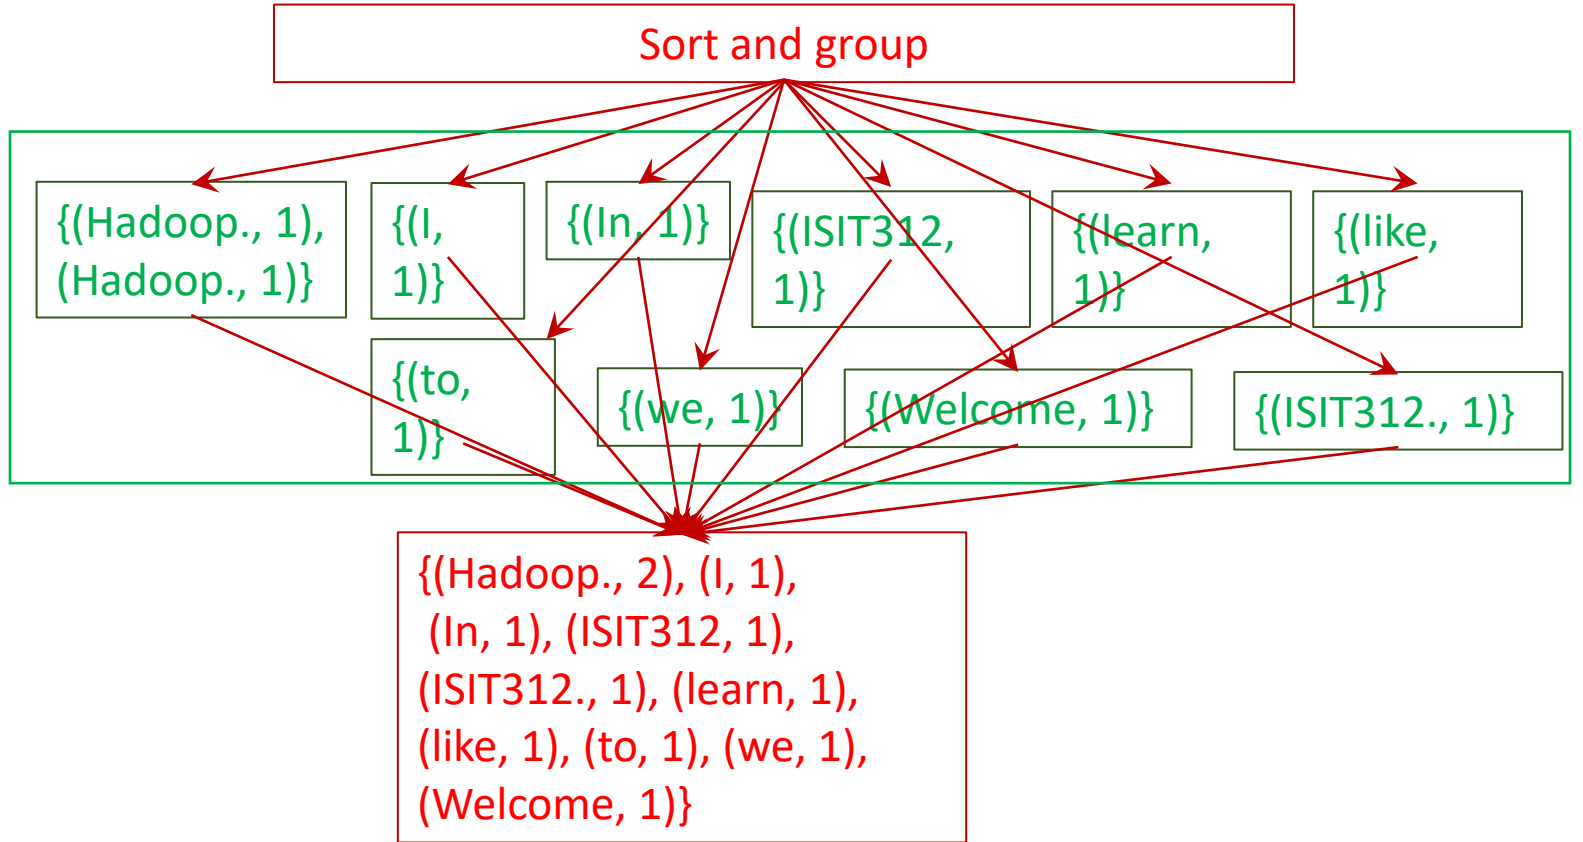 Sort and group
{(Hadoop., 1),
(Hadoop., 1)}
{(I,
1)}
{(In, 1)}
{(ISIT312,
1)}
{(learn,
1)}
{(like,
1)}
{(to,
1)}
{(we, 1)}
{(Welcome, 1)}
{(ISIT312., 1)}
{(Hadoop., 2), (I, 1),
(In, 1), (ISIT312, 1),
(ISIT312., 1), (learn, 1),
(like, 1), (to, 1), (we, 1),
(Welcome, 1)}